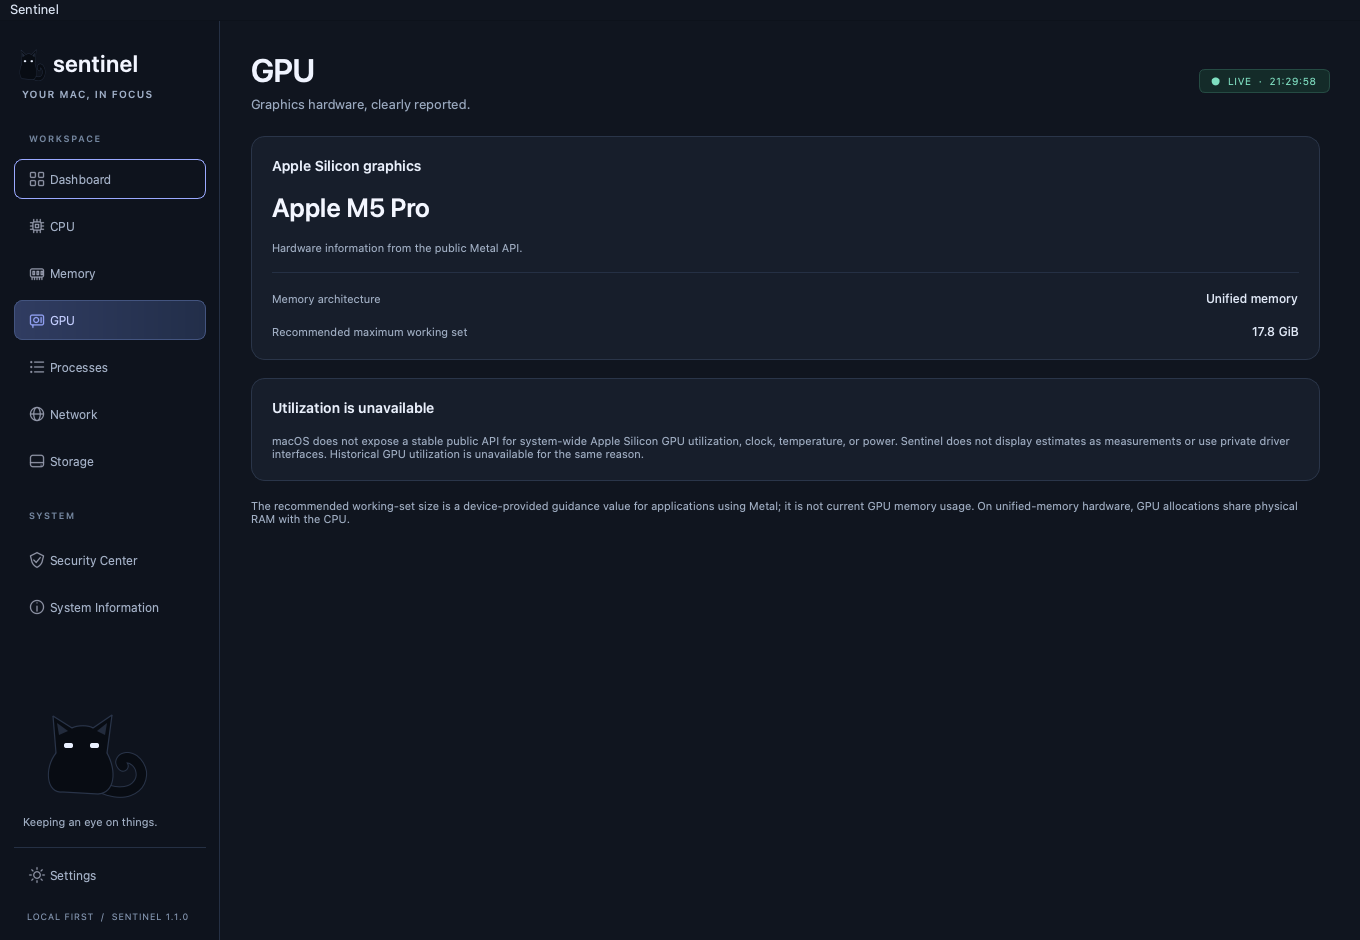 Sentinel
sentinel
YOUR MAC, IN FOCUS
WORKSPACE
Dashboard
CPU
Memory
GPU
Processes
Network
Storage
SYSTEM
Security Center
System Information
Keeping an eye on things.
Settings
LOCAL FIRST / SENTINEL 1.1.0
GPU
Graphics hardware, clearly reported.
LIVE · 21:29:58
Apple Silicon graphics
Apple M5 Pro
Hardware information from the public Metal API.
Memory architecture
Unified memory
Recommended maximum working set
17.8 GiB
Utilization is unavailable
macOS does not expose a stable public API for system-wide Apple Silicon GPU utilization, clock, temperature, or power. Sentinel does not display estimates as measurements or use private driver
interfaces. Historical GPU utilization is unavailable for the same reason.
The recommended working-set size is a device-provided guidance value for applications using Metal; it is not current GPU memory usage. On unified-memory hardware, GPU allocations share physical
RAM with the CPU.